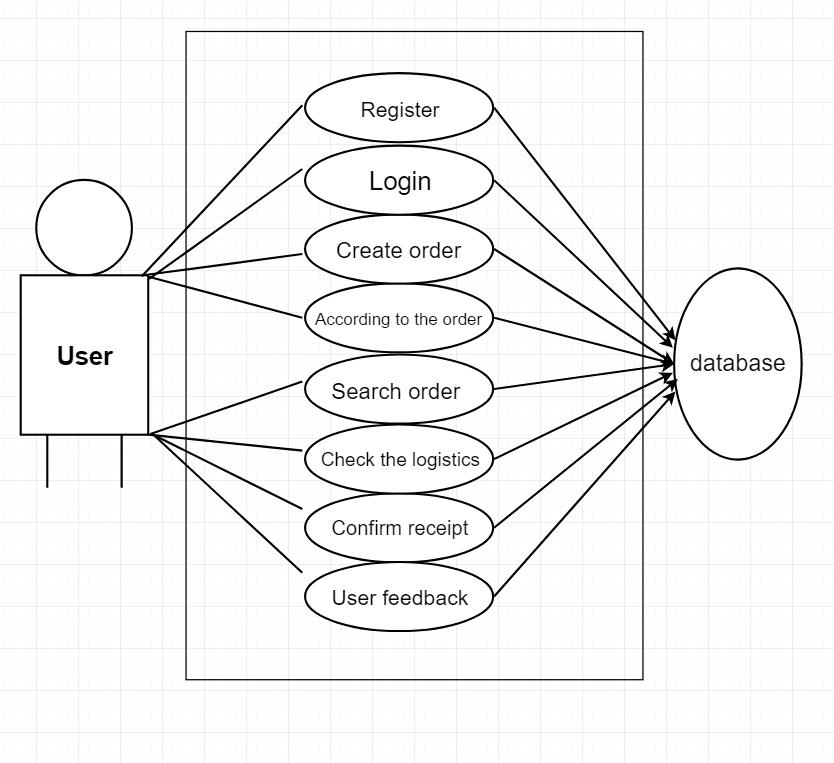 Register
Login
Create order
According to the order
User
database
Search order
Check the logistics
Confirm receipt
User feedback